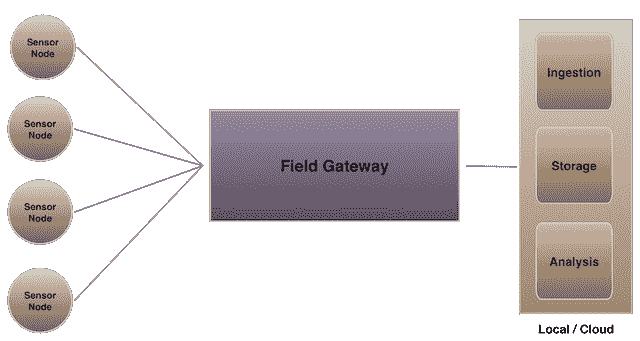 Sensor
Node
Sensor
Node
Sensor
Node
Sensor
Node
Field Gateway
Ingestion
Storage
Analysis
Local / Cloud